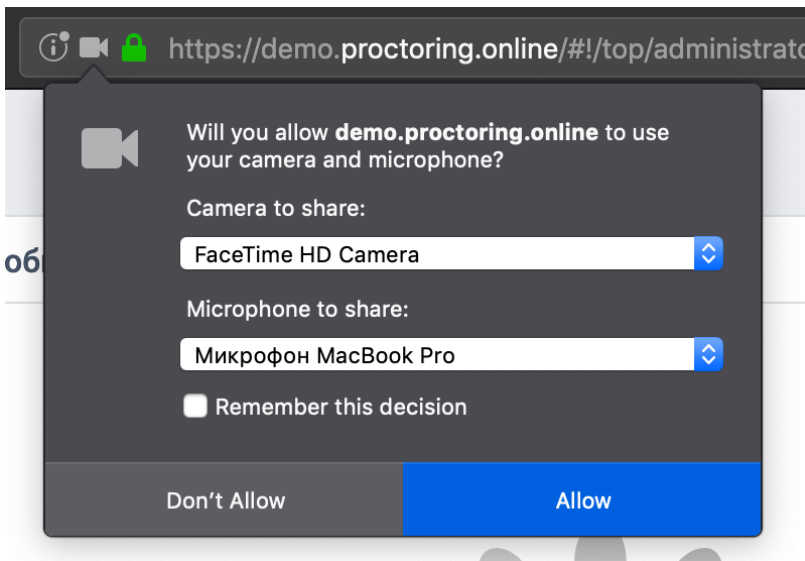 https://demo.proctoring.online/#!/top/administrato
Will you allow demo.proctoring.online to use
your camera and microphone?
Camera to share:
FaceTime HD Camera
Microphone to share:
Микрофон MacBook Pro
Remember this decision
Don't Allow
Allow